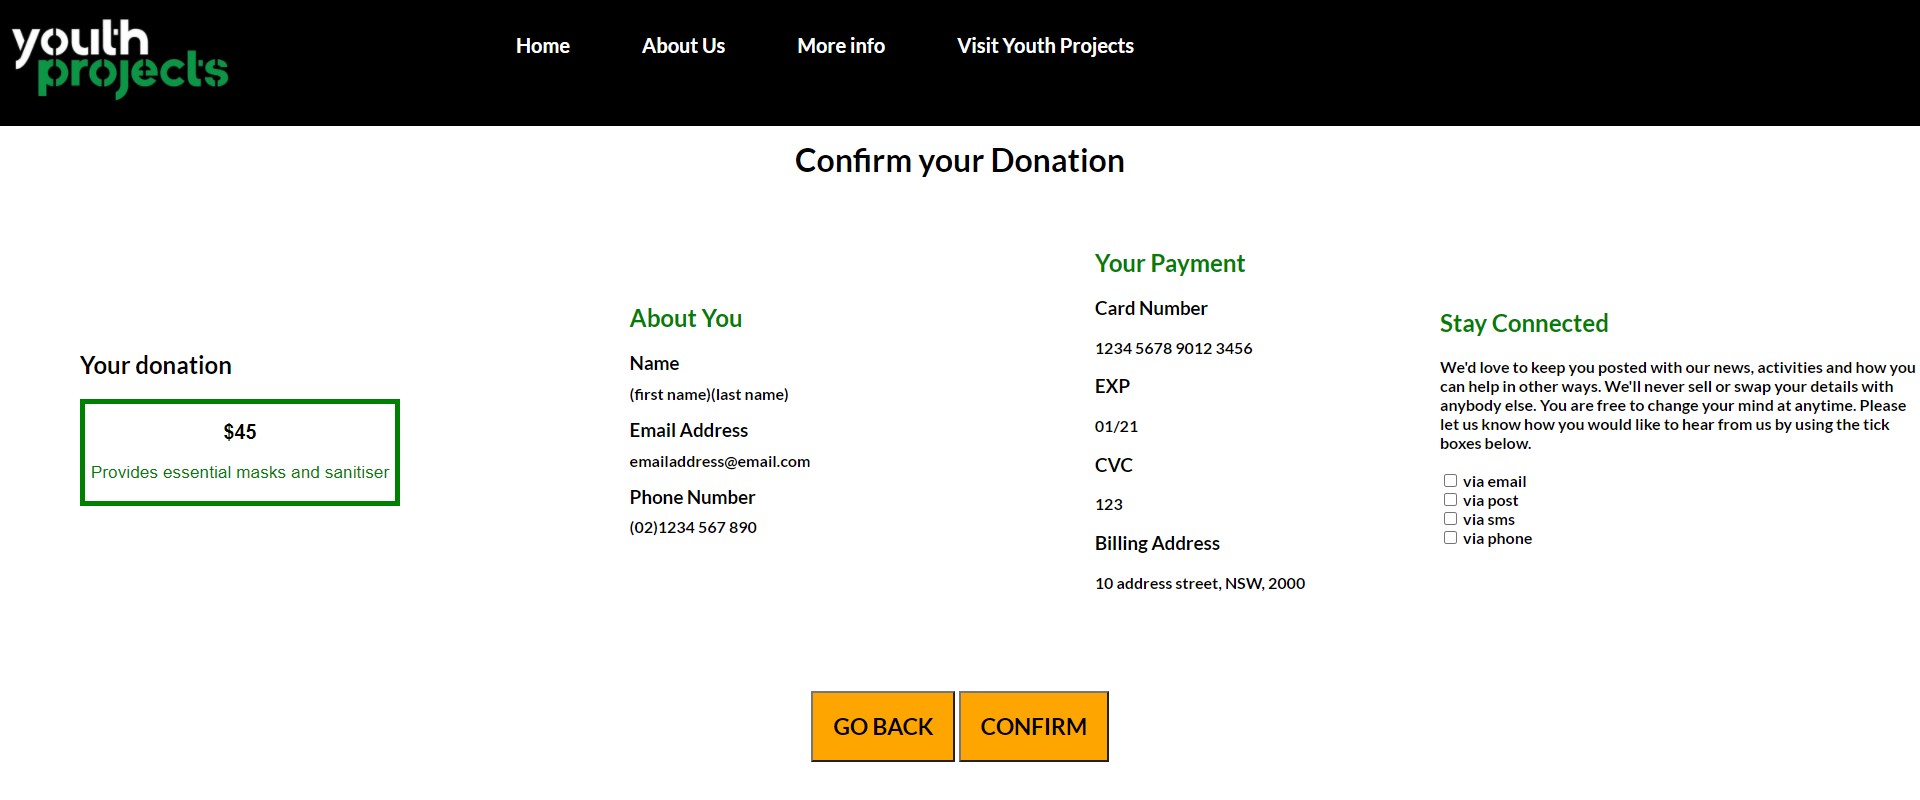 youth
projects
Home
About Us
More info
Visit Youth Projects
Confirm your Donation
Your donation
$45
Provides essential masks and sanitiser
About You
Name
(first name)(last name)
Email Address
emailaddress@email.com
Phone Number
(02)1234 567 890
Your Payment
Card Number
1234 5678 9012 3456
EXP
01/21
CVC
123
Billing Address
10 address street, NSW, 2000
Stay Connected
We'd love to keep you posted with our news, activities and how you
can help in other ways. We'll never sell or swap your details with
anybody else. You are free to change your mind at anytime. Please
let us know how you would like to hear from us by using the tick
boxes below.
via email
via post
via sms
via phone
GO BACK
CONFIRM